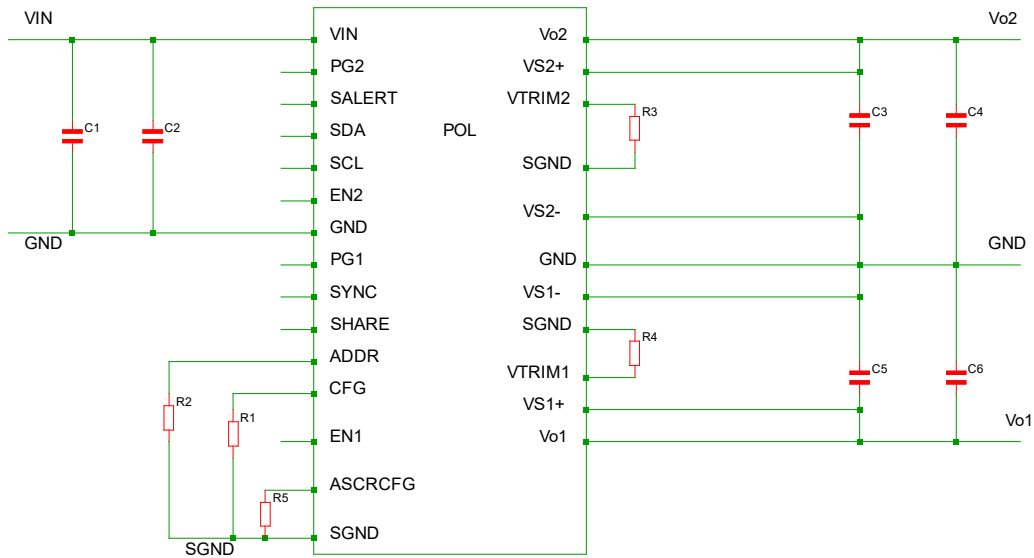 VIN
Vo2
VIN
Vo2
PG2
VS2+
SALERT
VTRIM2
C1
C2
SDA
POL
R3
C3
C4
SCL
SGND
EN2
VS2-
GND
GND
GND
GND
PG1
SYNC
VS1-
SHARE
SGND
R4
ADDR
VTRIM1
C5
C6
CFG
R2
R1
VS1+
EN1
Vo1
Vo1
ASCRCFG
R5
SGND
SGND